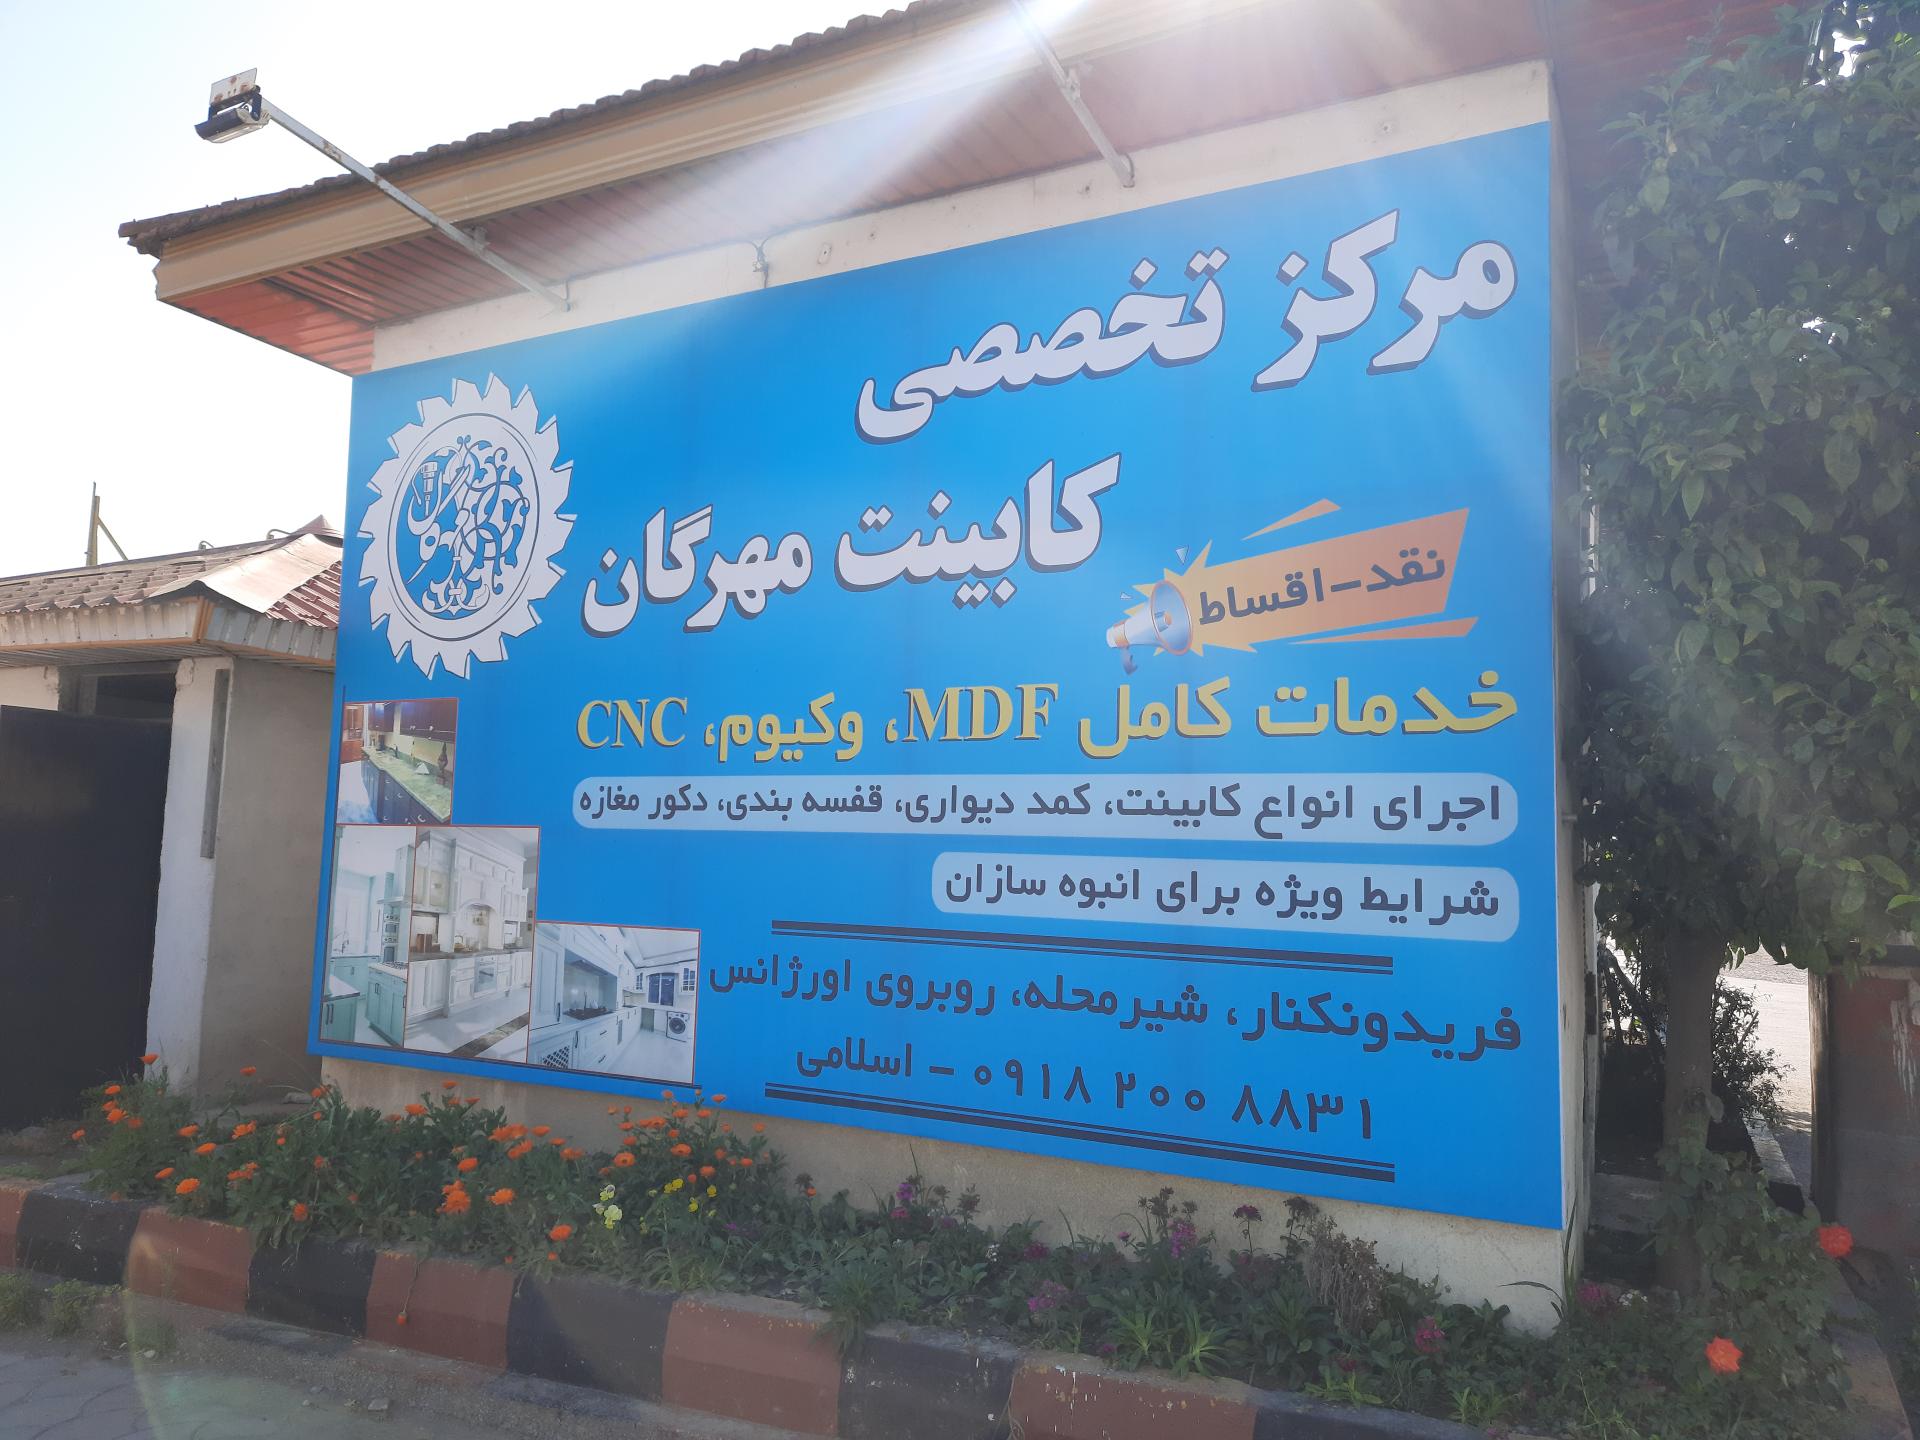 مرکز تخصصی
کابینت مهرگان
نقد-اقساط
خدمات کامل MDF، وکیوم، CNC
اجرای انواع کابینت، کمد دیواری، قفسه بندی، دکور مغازه
شرایط ویژه برای انبوه سازان
فریدونکنار، شیرمحله، روبروی اورژانس
۰۹۱۸ ۲۰۰ ۸۸۳۱ - اسلامی